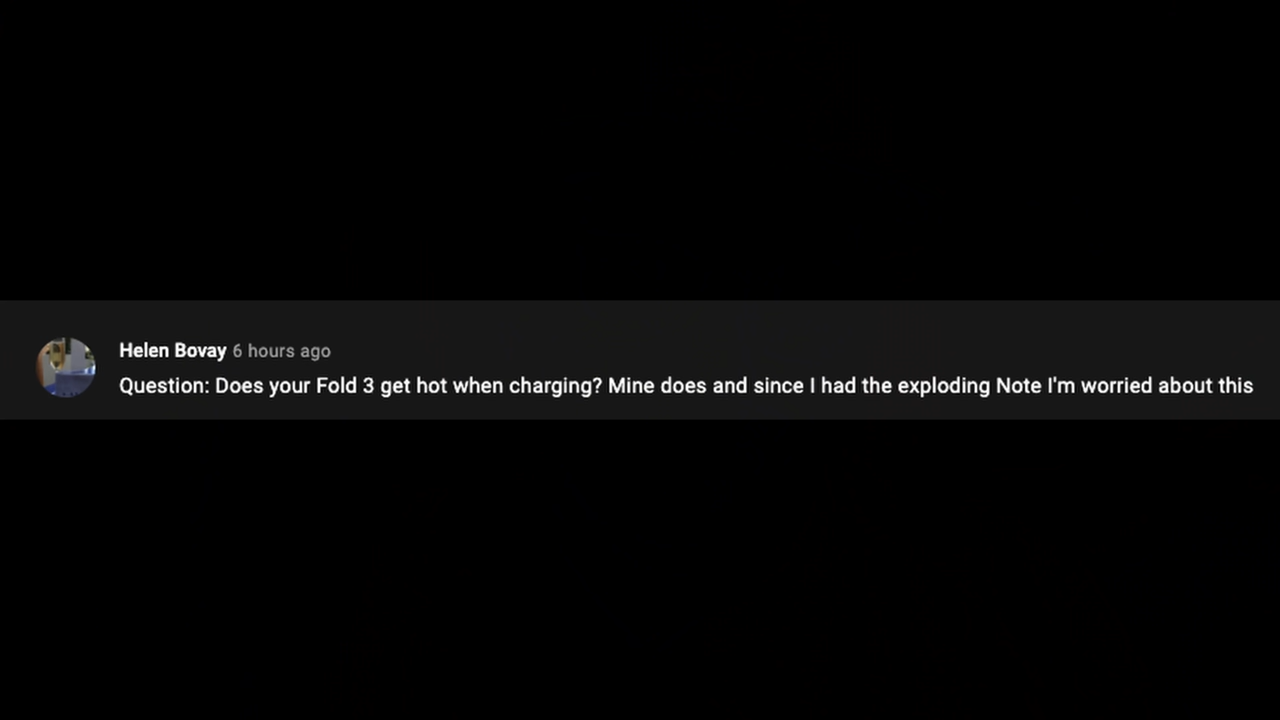 Helen Bovay 6 hours ago
Question: Does your Fold 3 get hot when charging? Mine does and since I had the exploding Note I'm worried about this